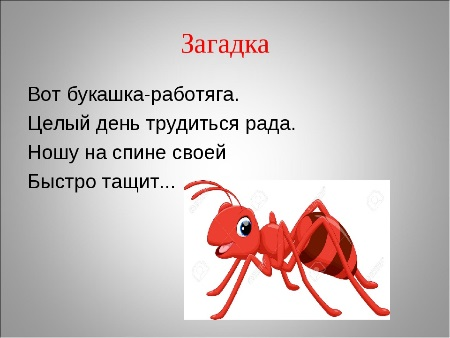 Загадка
Вот букашка-работяга.
Целый день трудиться рада.
Ношу на спине своей
Быстро тащит...